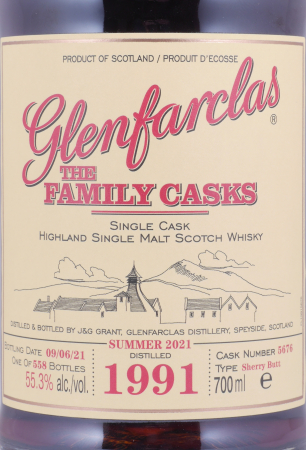 PRODUCT OF SCOTLAND / PRODUIT D'ECOSSE
Glenfarclas ®
THE
FAMILY CASKS
SINGLE CASK
HIGHLAND SINGLE MALT SCOTCH WHISKY
DISTILLED & BOTTLED BY J&G GRANT, GLENFARCLAS DISTILLERY, SPEYSIDE, SCOTLAND
BOTTLING DATE 09/06/21
ONE OF 558 BOTTLES
55.3% alc./vol.
SUMMER 2021
DISTILLED
1991
CASK NUMBER 5676
TYPE Sherry Butt
700ml e